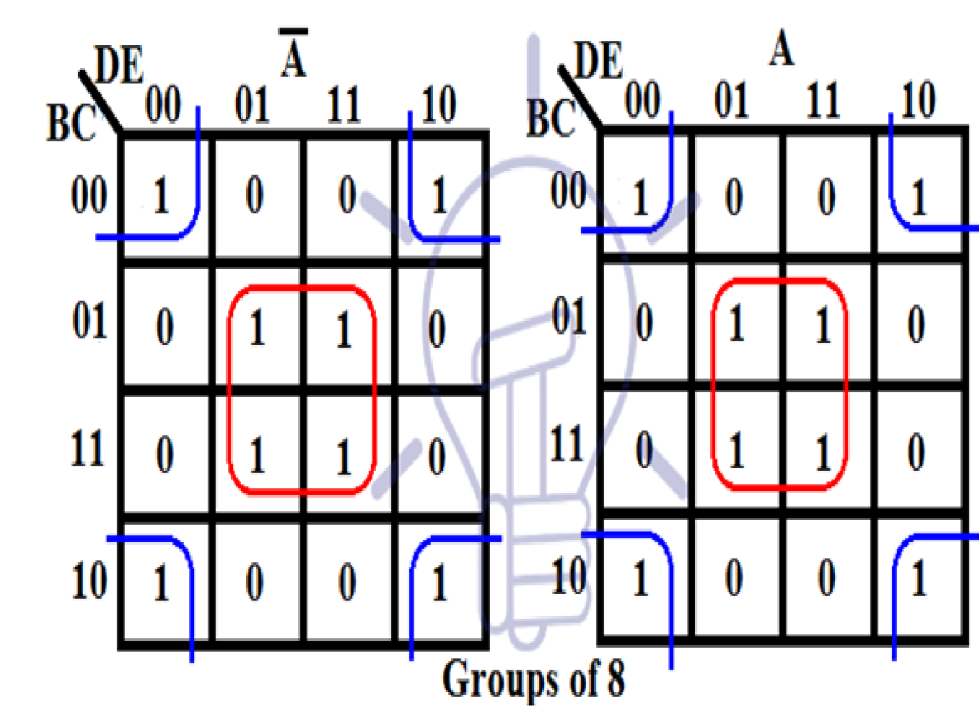 A̅ A
DE DE
00 01 11 10 00 01 11 10
BC BC
00 1 0 0 1 00 1 0 0 1
01 0 1 1 0 01 0 1 1 0
11 0 1 1 0 11 0 1 1 0
10 1 0 0 1 10 1 0 0 1
Groups of 8